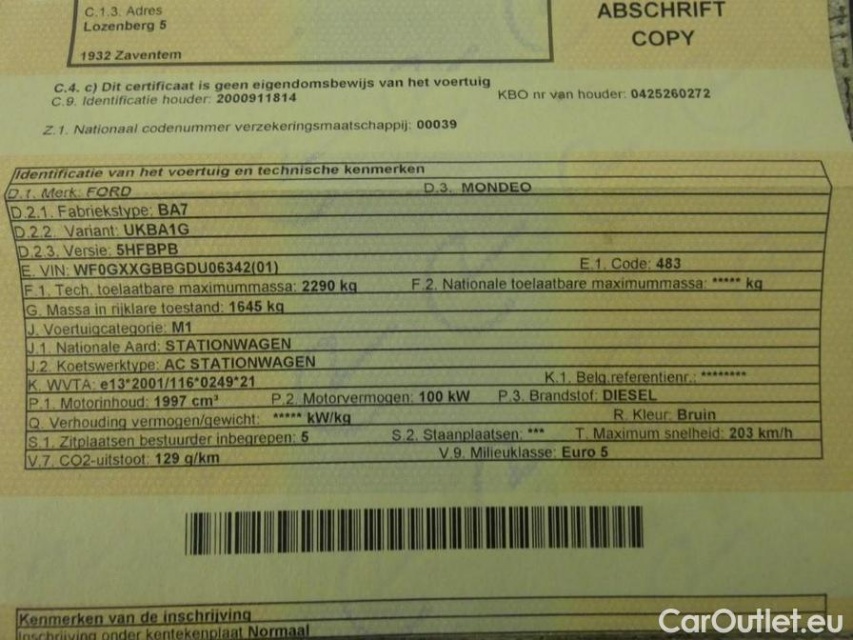 C.1.3. Adres
Lozenberg 5
1932 Zaventem
ABSCHRIFT
COPY
C.4. c) Dit certificaat is geen eigendomsbewijs van het voertuig
C.9. Identificatie houder: 2000911814
KBO nr van houder: 0425260272
Z.1. Nationaal codenummer verzekeringsmaatschappij: 00039
Identificatie van het voertuig en technische kenmerken
D.1. Merk: FORD D.3. MONDEO
D.2.1. Fabriekstype: BA7
D.2.2. Variant: UKBA1G
D.2.3. Versie: 5HFBPB
E. VIN: WF0GXXGBBGDU06342(01) E.1. Code: 483
F.1. Tech. toelaatbare maximummassa: 2290 kg F.2. Nationale toelaatbare maximummassa: ***** kg
G. Massa in rijklare toestand: 1645 kg
J. Voertuigcategorie: M1
J.1. Nationale Aard: STATIONWAGEN
J.2. Koetswerktype: AC STATIONWAGEN
K. WVTA: e13*2001/116*0249*21 K.1. Belg.referentienr.: ********
P.1. Motorinhoud: 1997 cm³ P.2. Motorvermogen: 100 kW P.3. Brandstof: DIESEL
Q. Verhouding vermogen/gewicht: ***** kW/kg R. Kleur: Bruin
S.1. Zitplaatsen bestuurder inbegrepen: 5 S.2. Staanplaatsen: *** T. Maximum snelheid: 203 km/h
V.7. CO2-uitstoot: 129 g/km V.9. Milieuklasse: Euro 5
Kenmerken van de inschrijving
Inschrijving onder kentekenplaat Normaal
CarOutlet.eu